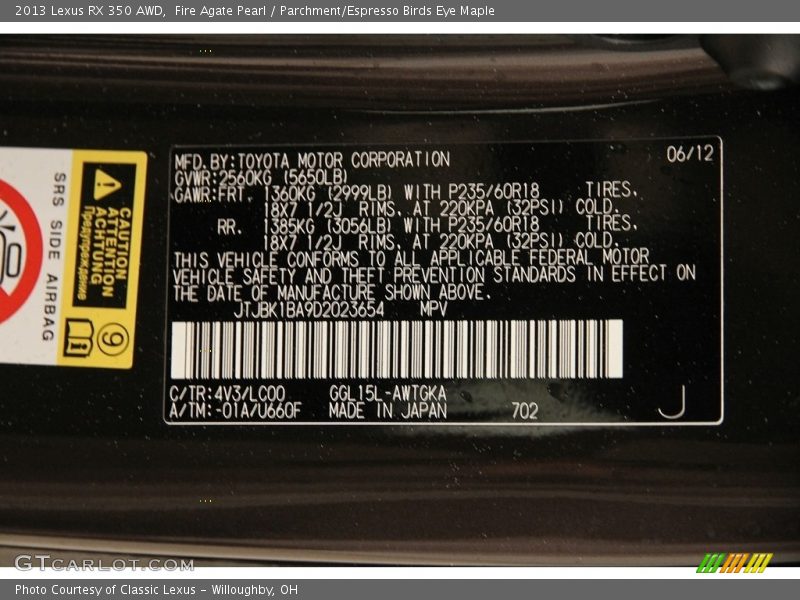 2013 Lexus RX 350 AWD,  Fire Agate Pearl / Parchment/Espresso Birds Eye Maple
MFD. BY: TOYOTA MOTOR CORPORATION 06/12
GVWR: 2560KG (5650LB)
GAWR: FRT. 1360KG (2999LB) WITH P235/60R18 TIRES,
18X7 1/2J RIMS, AT 220KPA (32PSI) COLD.
RR. 1385KG (3056LB) WITH P235/60R18 TIRES,
18X7 1/2J RIMS, AT 220KPA (32PSI) COLD.
THIS VEHICLE CONFORMS TO ALL APPLICABLE FEDERAL MOTOR
VEHICLE SAFETY AND THEFT PREVENTION STANDARDS IN EFFECT ON
THE DATE OF MANUFACTURE SHOWN ABOVE.
JTJBK1BA9D2023654 MPV
C/TR: 4V3/LC00 GGL15L-AWTGKA
A/TM: -01A/U660F MADE IN JAPAN 702 J
SRS SIDE AIRBAG
CAUTION
ATTENTION
ACHTUNG
Предупреждение
9
GTCARLOT.COM
Photo Courtesy of Classic Lexus - Willoughby, OH